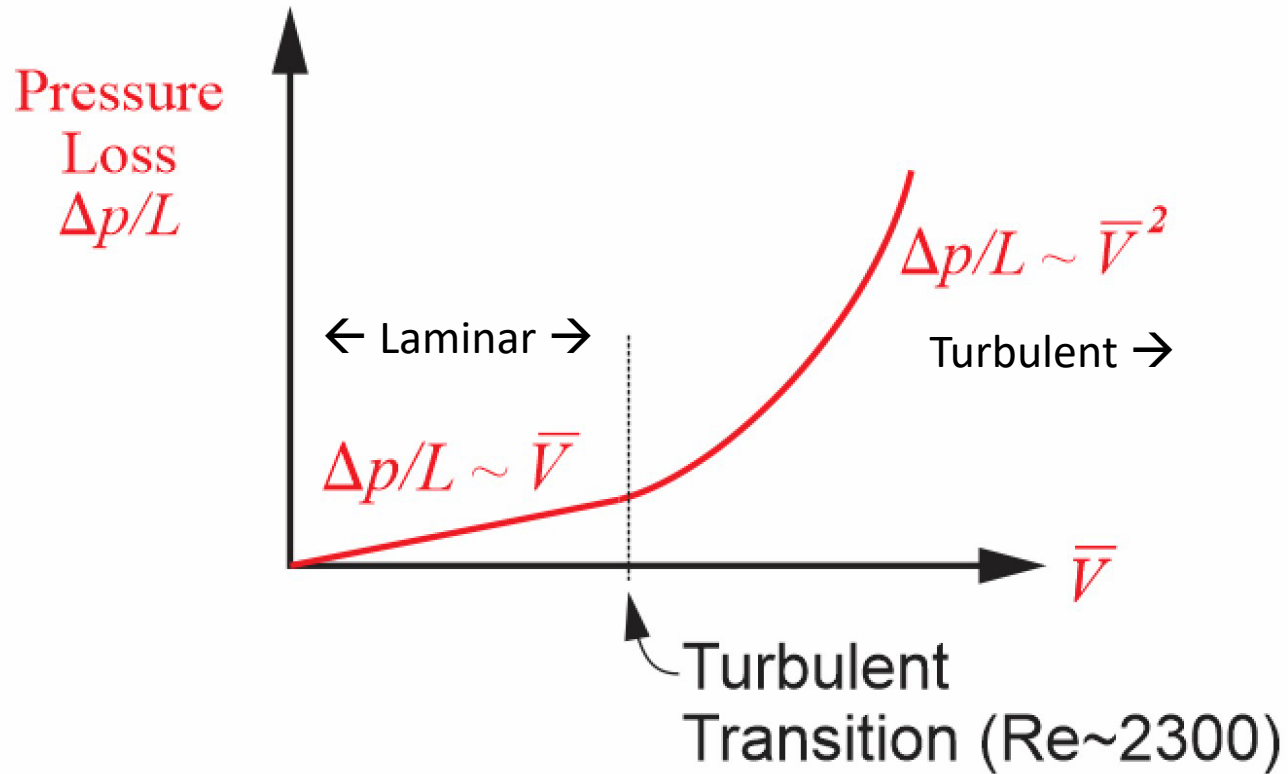 Pressure
Loss
Δp/L
Δp/L ~ V̅ ²
← Laminar →
Turbulent →
Δp/L ~ V̅
V̅
Turbulent
Transition (Re~2300)